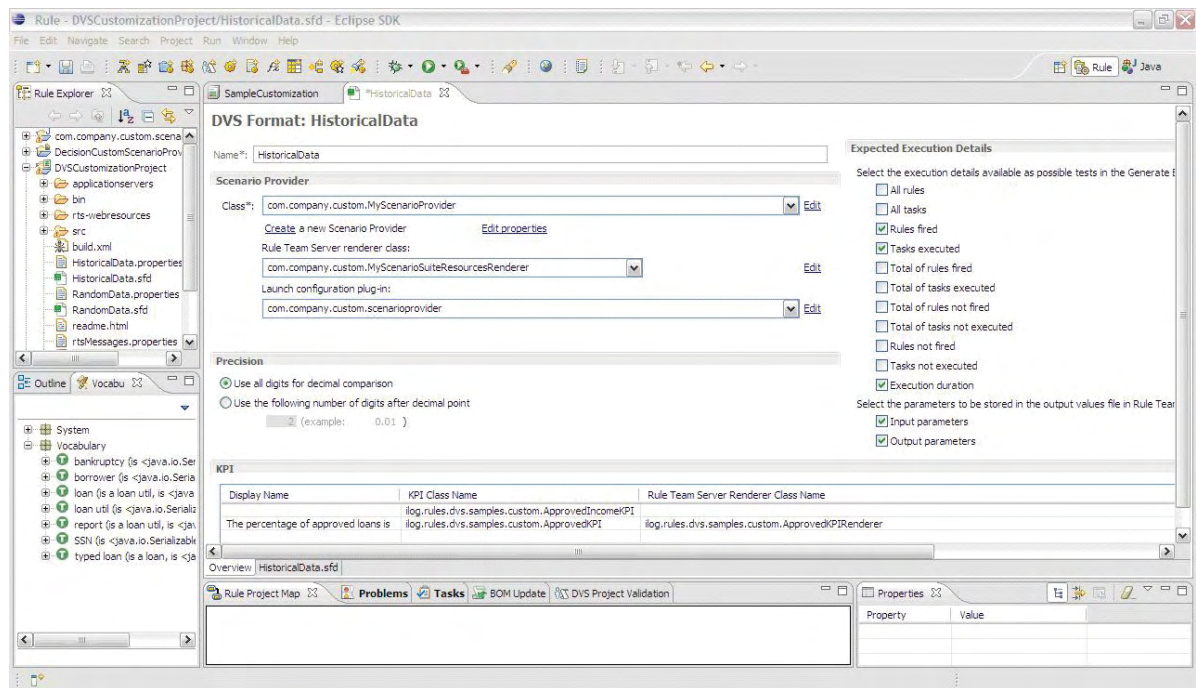 Rule - DVSCustomizationProject/HistoricalData.sfd - Eclipse SDK
File Edit Navigate Search Project Run Window Help
Rule Java
Rule Explorer
com.company.custom.scena
DecisionCustomScenarioProv
DVSCustomizationProject
applicationservers
bin
rts-webresources
src
build.xml
HistoricalData.properties
HistoricalData.sfd
RandomData.properties
RandomData.sfd
readme.html
rtsMessages.properties
Outline Vocabu
System
Vocabulary
bankruptcy (is <java.io.Ser
borrower (is <java.io.Seria
loan (is a loan util, is <java
loan util (is <java.io.Serializ
report (is a loan util, is <jav
SSN (is <java.io.Serializable
typed loan (is a loan, is <ja
SampleCustomization *HistoricalData
DVS Format: HistoricalData
Name*: HistoricalData
Scenario Provider
Class*: com.company.custom.MyScenarioProvider Edit
Create a new Scenario Provider Edit properties
Rule Team Server renderer class:
com.company.custom.MyScenarioSuiteResourcesRenderer Edit
Launch configuration plug-in:
com.company.custom.scenarioprovider Edit
Precision
Use all digits for decimal comparison
Use the following number of digits after decimal point
2 (example: 0.01 )
Expected Execution Details
Select the execution details available as possible tests in the Generate E
All rules
All tasks
Rules fired
Tasks executed
Total of rules fired
Total of tasks executed
Total of rules not fired
Total of tasks not executed
Rules not fired
Tasks not executed
Execution duration
Select the parameters to be stored in the output values file in Rule Tear
Input parameters
Output parameters
KPI
Display Name KPI Class Name Rule Team Server Renderer Class Name
ilog.rules.dvs.samples.custom.ApprovedIncomeKPI
The percentage of approved loans is ilog.rules.dvs.samples.custom.ApprovedKPI ilog.rules.dvs.samples.custom.ApprovedKPIRenderer
Overview HistoricalData.sfd
Rule Project Map Problems Tasks BOM Update DVS Project Validation
Properties
Property Value